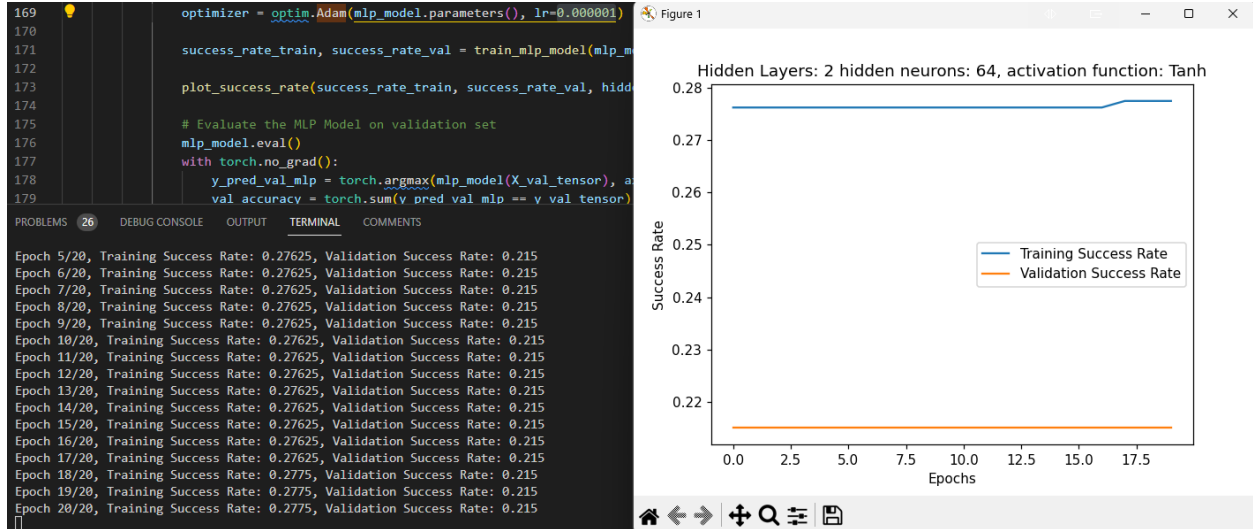 169 optimizer = optim.Adam(mlp_model.parameters(), lr=0.000001)
170
171 success_rate_train, success_rate_val = train_mlp_model(mlp_m
172
173 plot_success_rate(success_rate_train, success_rate_val, hidd
174
175 # Evaluate the MLP Model on validation set
176 mlp_model.eval()
177 with torch.no_grad():
178 y_pred_val_mlp = torch.argmax(mlp_model(X_val_tensor), a
179 val_accuracy = torch.sum(y_pred_val_mlp == y_val_tensor)
PROBLEMS 26 DEBUG CONSOLE OUTPUT TERMINAL COMMENTS
Epoch 5/20, Training Success Rate: 0.27625, Validation Success Rate: 0.215
Epoch 6/20, Training Success Rate: 0.27625, Validation Success Rate: 0.215
Epoch 7/20, Training Success Rate: 0.27625, Validation Success Rate: 0.215
Epoch 8/20, Training Success Rate: 0.27625, Validation Success Rate: 0.215
Epoch 9/20, Training Success Rate: 0.27625, Validation Success Rate: 0.215
Epoch 10/20, Training Success Rate: 0.27625, Validation Success Rate: 0.215
Epoch 11/20, Training Success Rate: 0.27625, Validation Success Rate: 0.215
Epoch 12/20, Training Success Rate: 0.27625, Validation Success Rate: 0.215
Epoch 13/20, Training Success Rate: 0.27625, Validation Success Rate: 0.215
Epoch 14/20, Training Success Rate: 0.27625, Validation Success Rate: 0.215
Epoch 15/20, Training Success Rate: 0.27625, Validation Success Rate: 0.215
Epoch 16/20, Training Success Rate: 0.27625, Validation Success Rate: 0.215
Epoch 17/20, Training Success Rate: 0.27625, Validation Success Rate: 0.215
Epoch 18/20, Training Success Rate: 0.2775, Validation Success Rate: 0.215
Epoch 19/20, Training Success Rate: 0.2775, Validation Success Rate: 0.215
Epoch 20/20, Training Success Rate: 0.2775, Validation Success Rate: 0.215
Figure 1
Hidden Layers: 2 hidden neurons: 64, activation function: Tanh
0.28
0.27
0.26
0.25
0.24
0.23
0.22
Success Rate
Training Success Rate
Validation Success Rate
0.0 2.5 5.0 7.5 10.0 12.5 15.0 17.5
Epochs